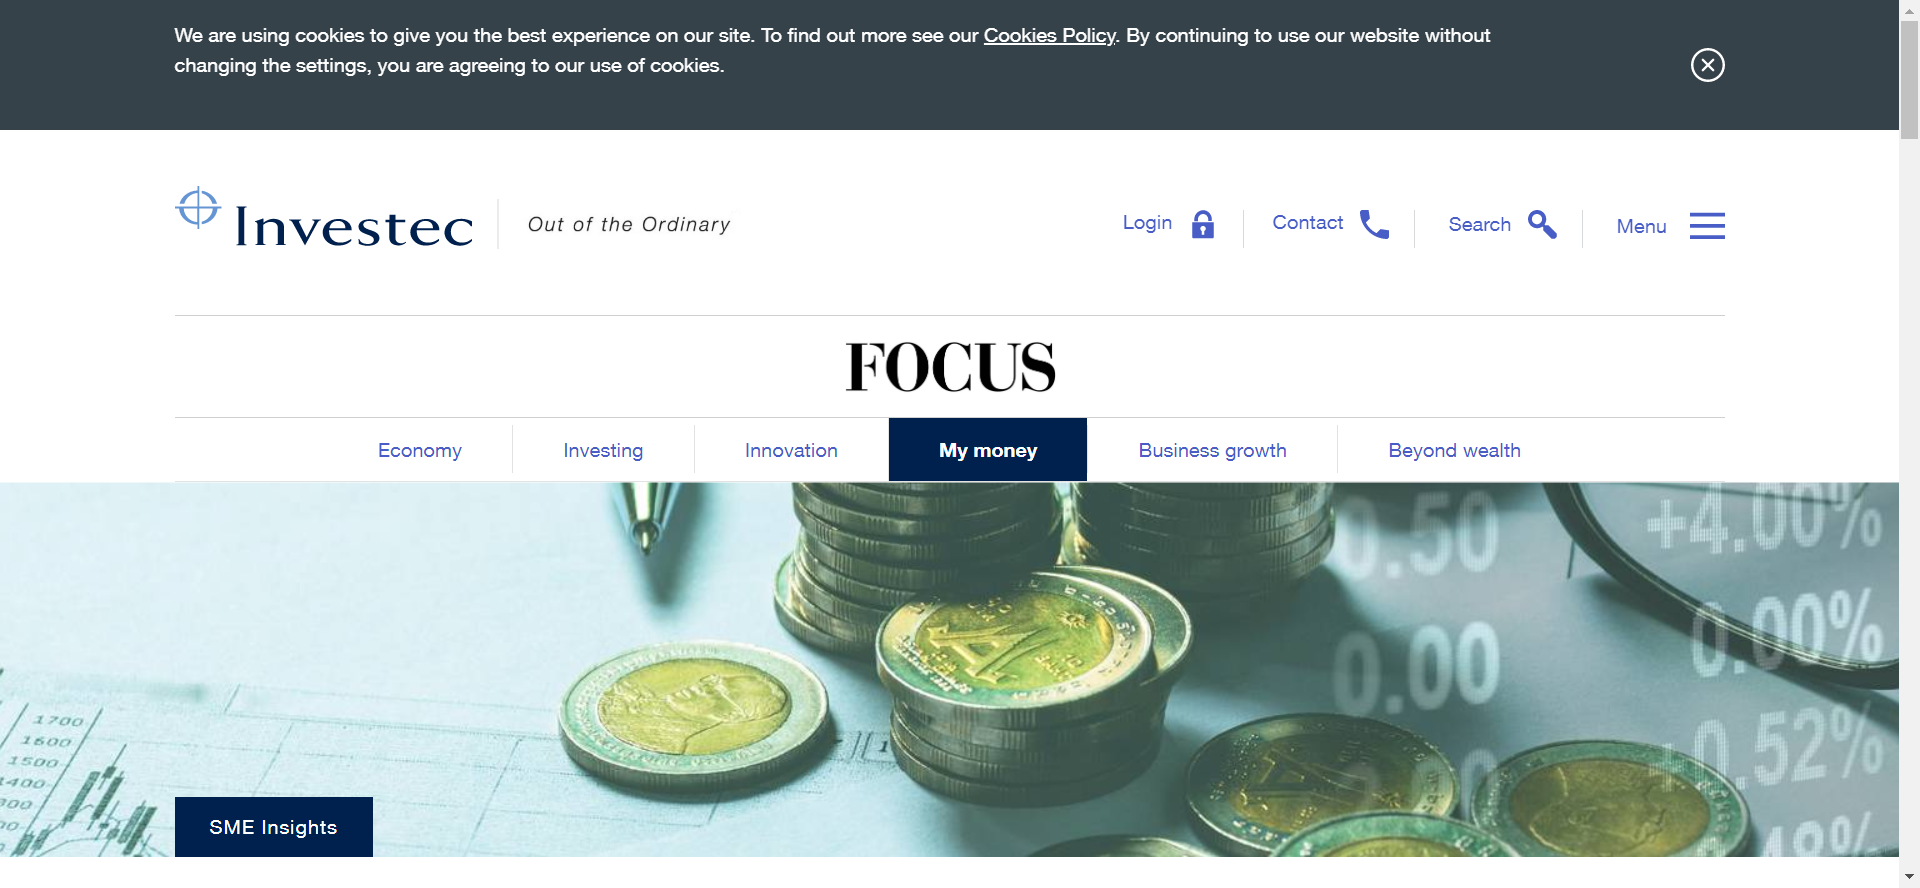 We are using cookies to give you the best experience on our site. To find out more see our Cookies Policy. By continuing to use our website without
changing the settings, you are agreeing to our use of cookies.
Investec
Out of the Ordinary
Login
Contact
Search
Menu
FOCUS
Economy
Investing
Innovation
My money
Business growth
Beyond wealth
0.50
+4.00%
0.00
0.00%
+0.52%
1700
1600
1500
1400
SME Insights